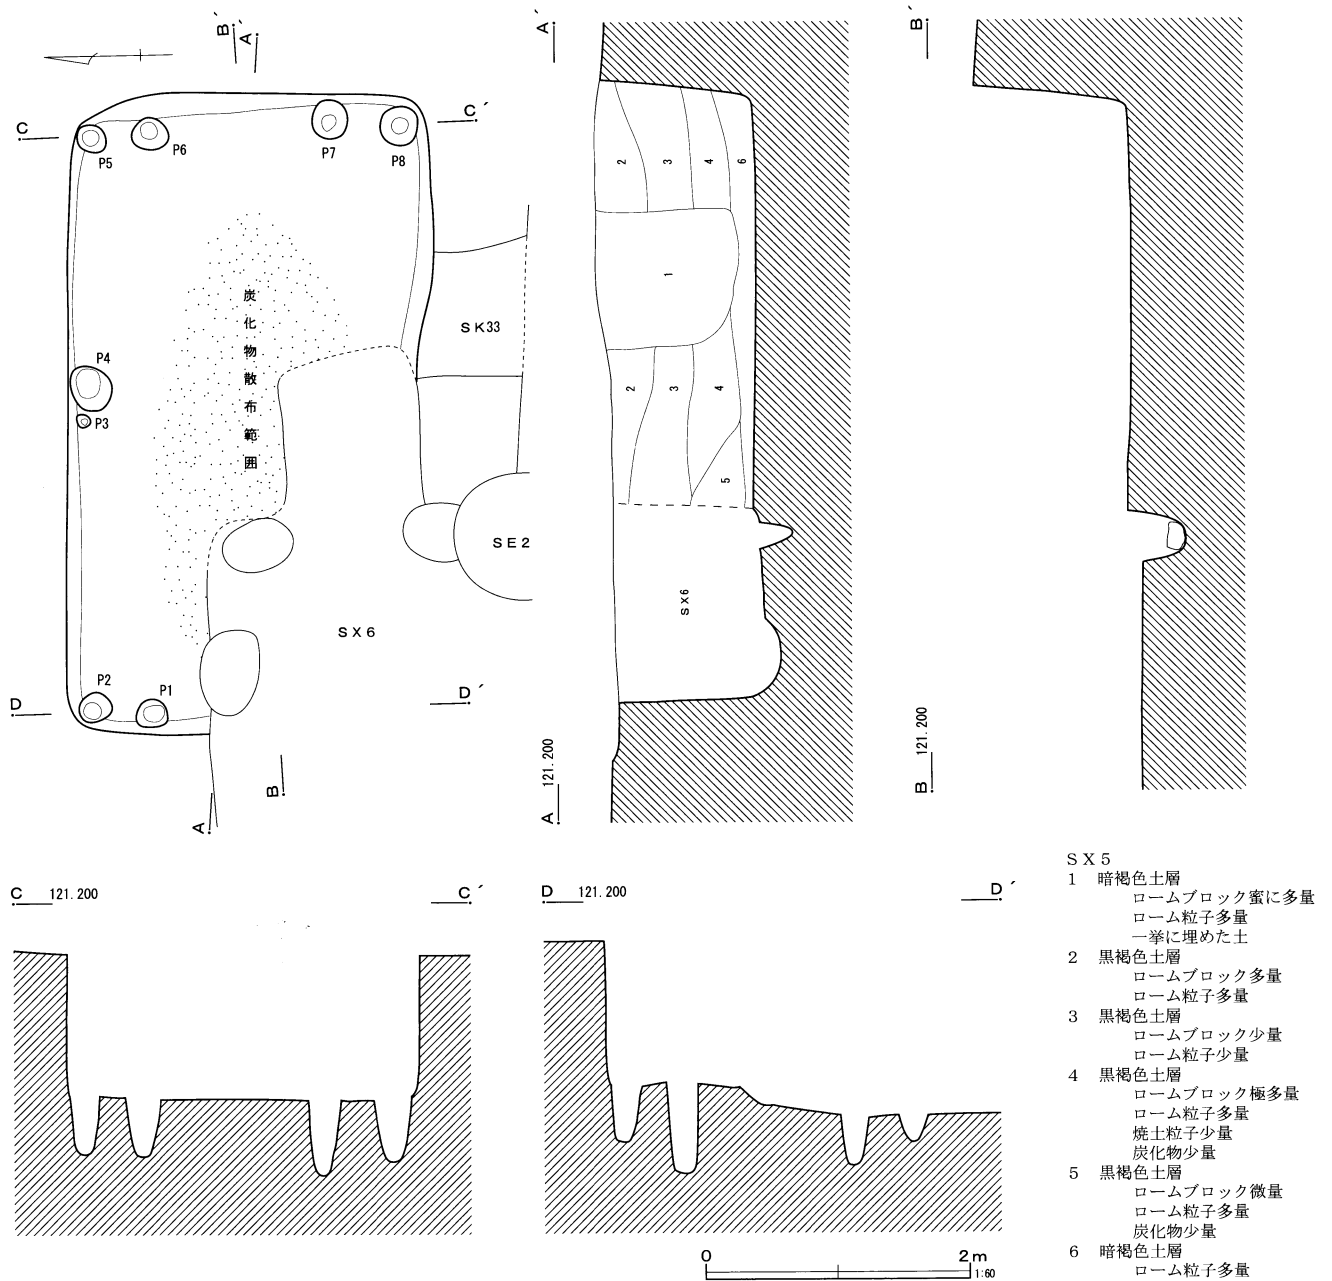 B´
A´
C
C´
P5
P6
P7
P8
炭化物散布範囲
SK33
P4
P3
SE2
SX6
P2
P1
D
D´
B
A
A´
2
3
4
6
1
2
3
4
5
SX6
A 121.200
B´
B 121.200
C 121.200
C´
D 121.200
D´
SX5
1 暗褐色土層
ロームブロック蜜に多量
ローム粒子多量
一挙に埋めた土
2 黒褐色土層
ロームブロック多量
ローム粒子多量
3 黒褐色土層
ロームブロック少量
ローム粒子少量
4 黒褐色土層
ロームブロック極多量
ローム粒子多量
焼土粒子少量
炭化物少量
5 黒褐色土層
ロームブロック微量
ローム粒子多量
炭化物少量
6 暗褐色土層
ローム粒子多量
0 2m
1:60